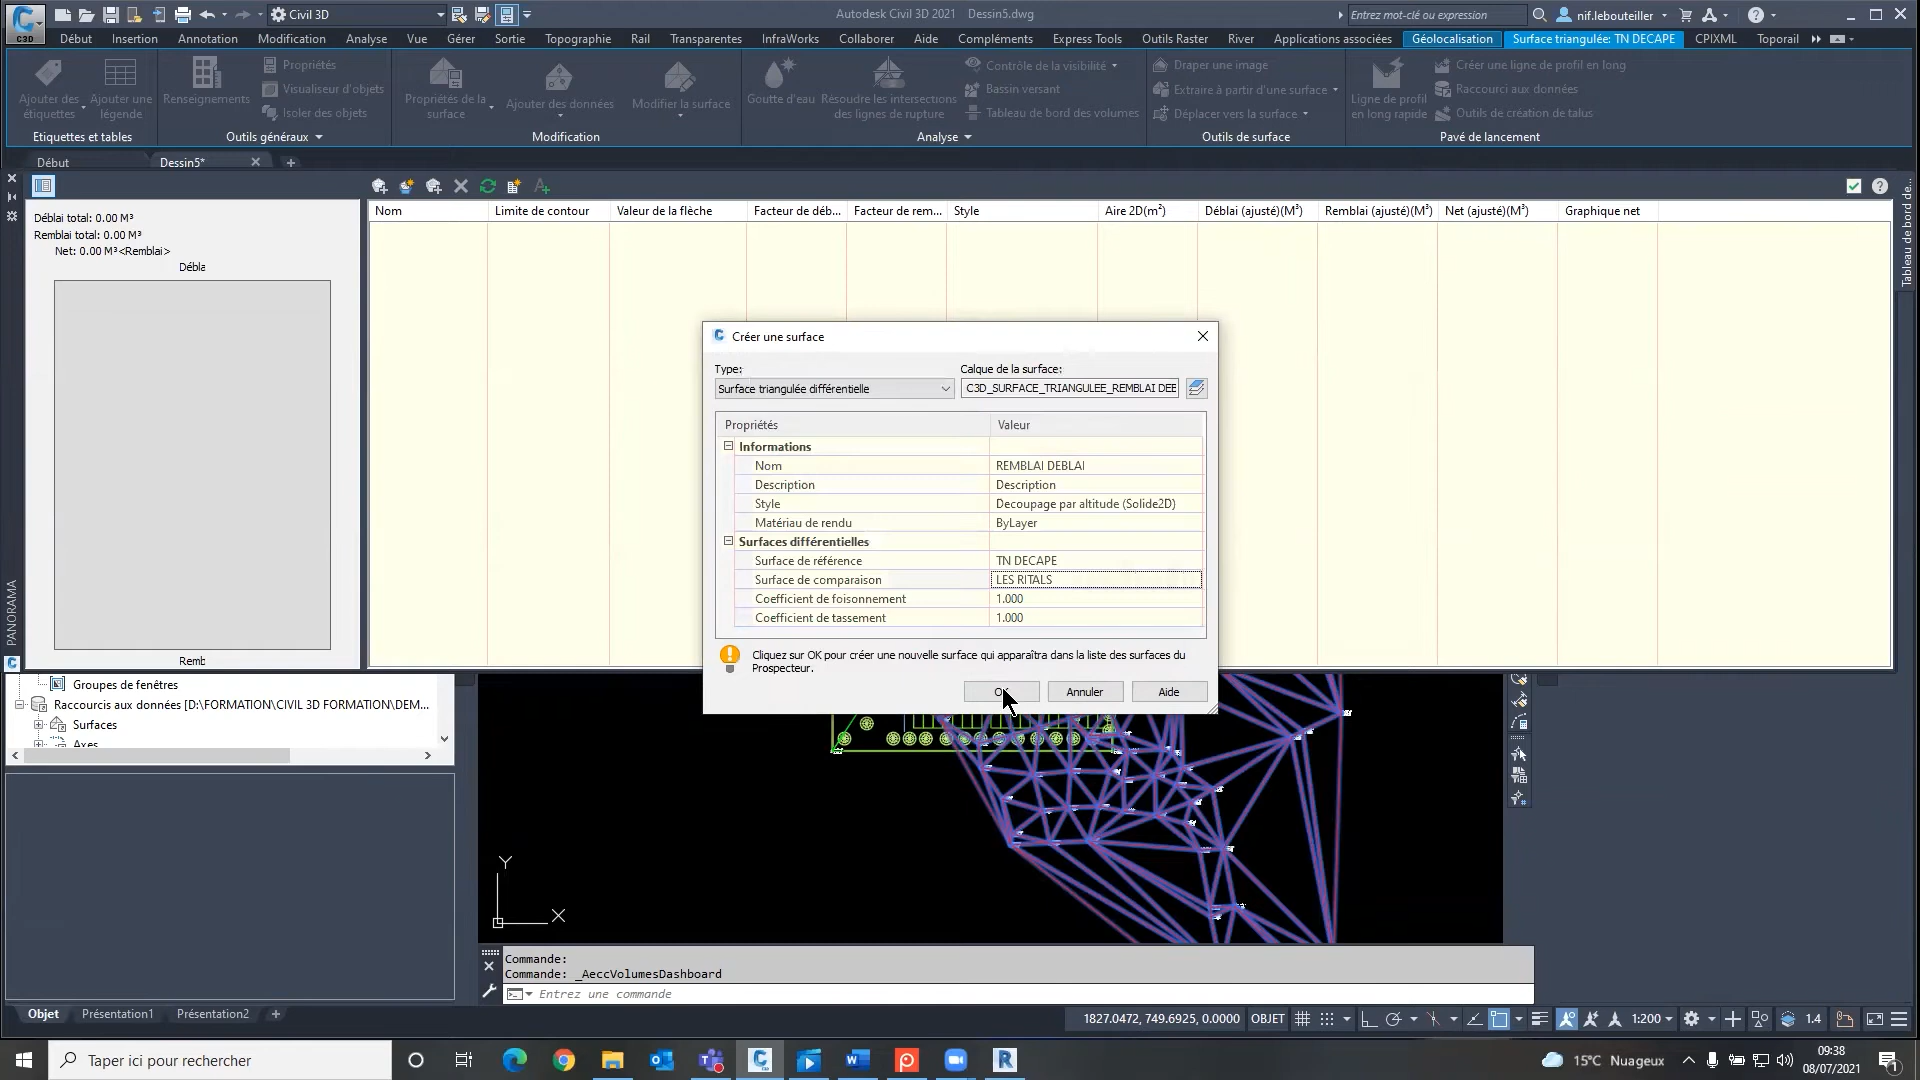 Civil 3D
Autodesk Civil 3D 2021 Dessin5.dwg
Entrez mot-clé ou expression
nif.lebouteiller
C3D
Début Insertion Annotation Modification Analyse Vue Gérer Sortie Topographie Rail Transparentes InfraWorks Collaborer Aide Compléments Express Tools Outils Raster River Applications associées Géolocalisation Surface triangulée: TN DECAPE CPIXML Toporail
Ajouter des étiquettes
Ajouter une légende
Etiquettes et tables
Renseignements
Propriétés
Visualiseur d'objets
Isoler des objets
Outils généraux
Propriétés de la surface
Ajouter des données
Modifier la surface
Modification
Goutte d'eau
Résoudre les intersections des lignes de rupture
Contrôle de la visibilité
Bassin versant
Tableau de bord des volumes
Analyse
Draper une image
Extraire à partir d'une surface
Déplacer vers la surface
Outils de surface
Ligne de profil en long rapide
Créer une ligne de profil en long
Raccourci aux données
Outils de création de talus
Pavé de lancement
Début Dessin5*
Déblai total: 0.00 M³
Remblai total: 0.00 M³
Net: 0.00 M³<Remblai>
Débla
Remb
PANORAMA
Nom Limite de contour Valeur de la flèche Facteur de déb... Facteur de rem... Style Aire 2D(m²) Déblai (ajusté)(M³) Remblai (ajusté)(M³) Net (ajusté)(M³) Graphique net
Tableau de bord de...
Créer une surface
Type:
Surface triangulée différentielle
Calque de la surface:
C3D_SURFACE_TRIANGULEE_REMBLAI DEE
Propriétés Valeur
Informations
Nom REMBLAI DEBLAI
Description Description
Style Decoupage par altitude (Solide2D)
Matériau de rendu ByLayer
Surfaces différentielles
Surface de référence TN DECAPE
Surface de comparaison LES RITALS
Coefficient de foisonnement 1.000
Coefficient de tassement 1.000
Cliquez sur OK pour créer une nouvelle surface qui apparaîtra dans la liste des surfaces du
Prospecteur.
Annuler Aide
Groupes de fenêtres
Raccourcis aux données [D:\FORMATION\CIVIL 3D FORMATION\DEM...
Surfaces
Axes
Y
X
Commande:
Commande: _AeccVolumesDashboard
Entrez une commande
Objet Présentation1 Présentation2
1827.0472, 749.6925, 0.0000 OBJET 1:200 1.4
Taper ici pour rechercher
15°C Nuageux
09:38
08/07/2021